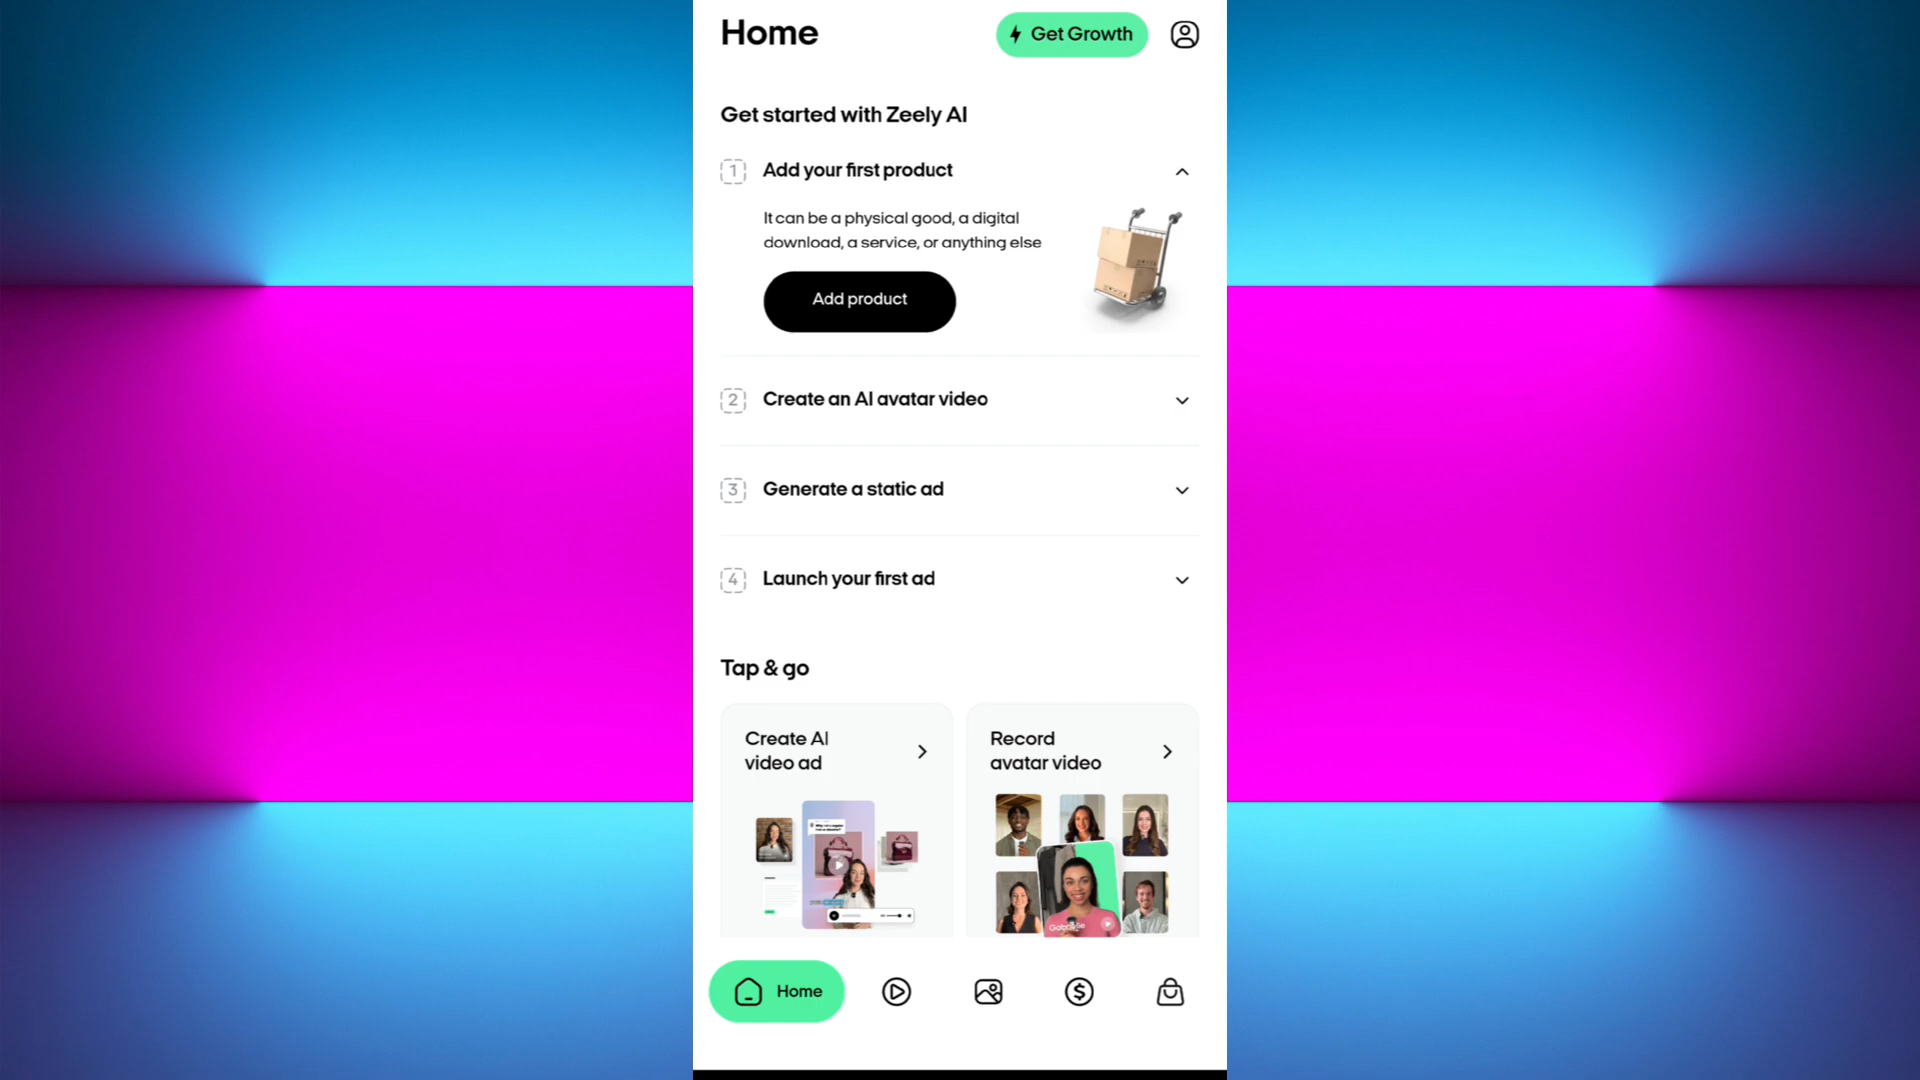 Home
Get Growth
Get started with Zeely AI
1
Add your first product
It can be a physical good, a digital
download, a service, or anything else
Add product
2
Create an AI avatar video
3
Generate a static ad
4
Launch your first ad
Tap & go
Create AI
video ad
Record
avatar video
Home